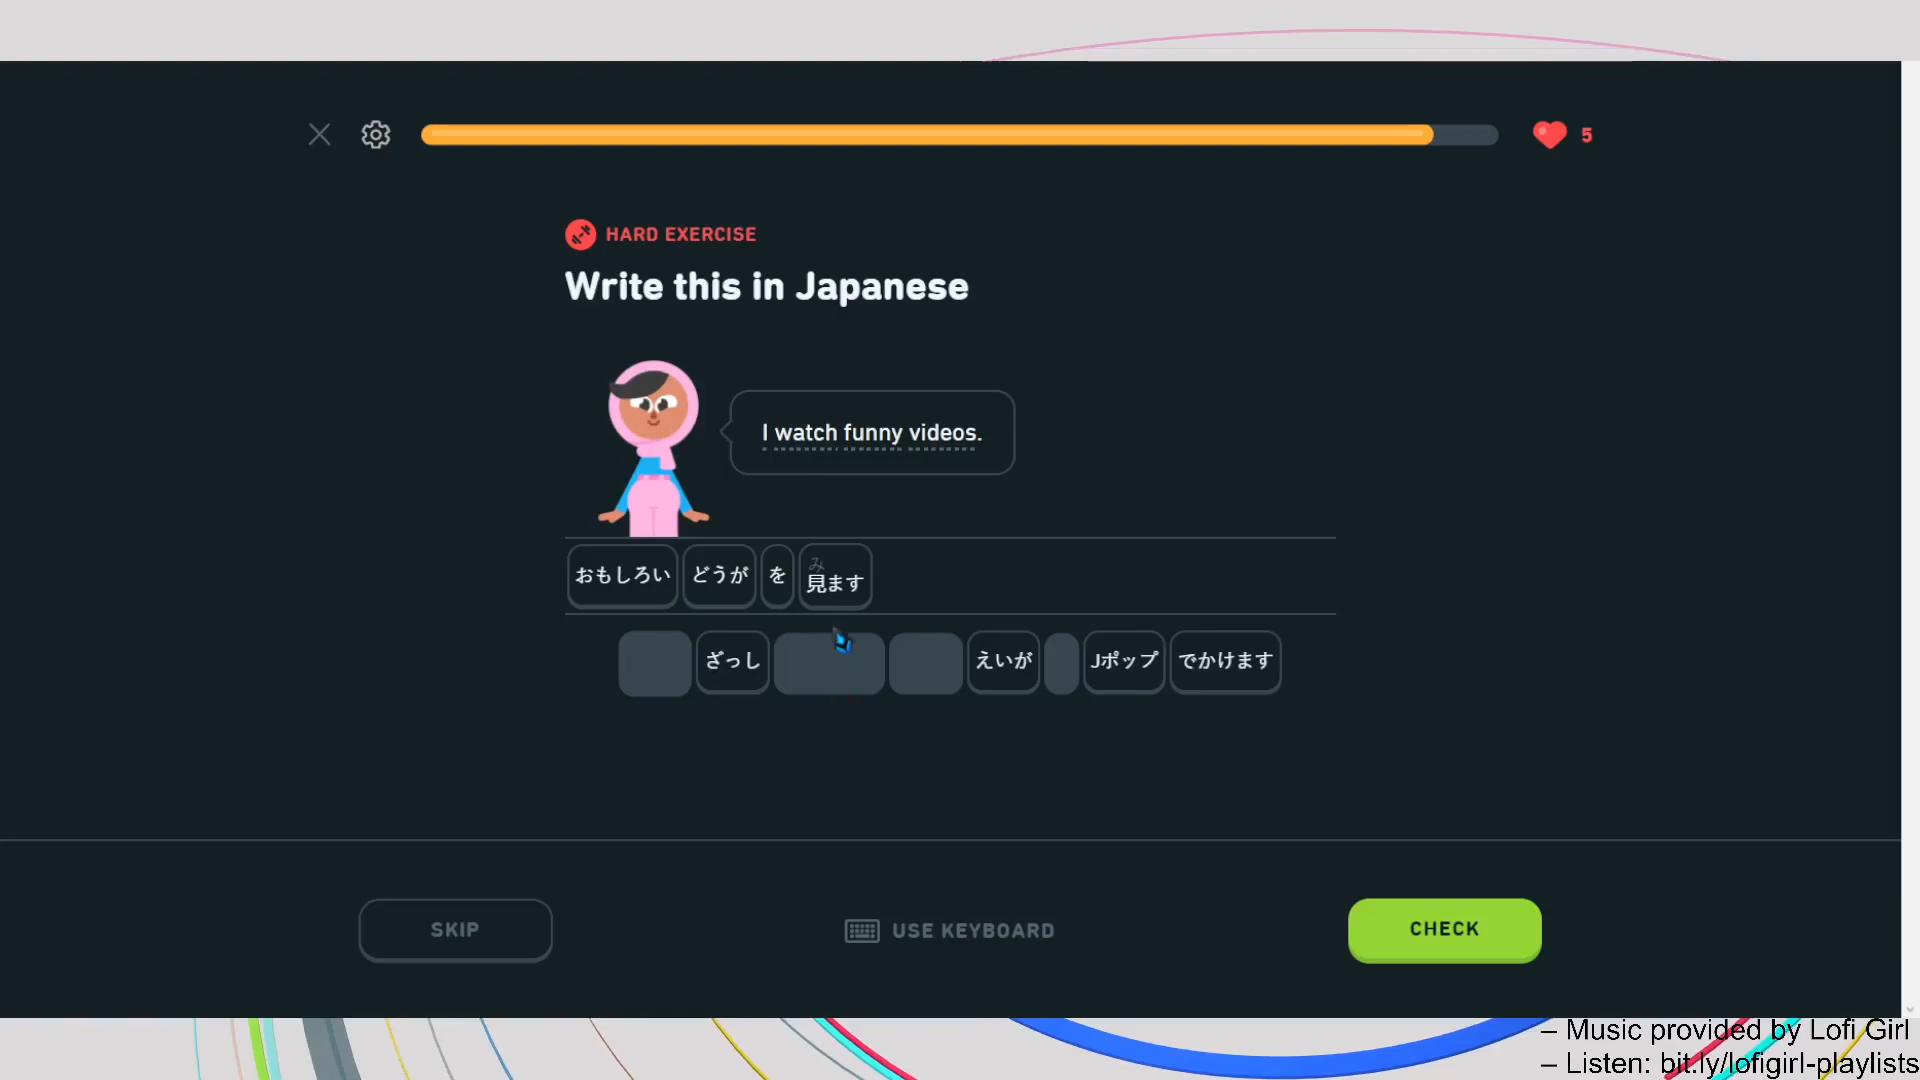 5
HARD EXERCISE
Write this in Japanese
I watch funny videos.
おもしろい どうが を 見ます
み
ざっし えいが Jポップ でかけます
SKIP USE KEYBOARD CHECK
– Music provided by Lofi Girl
– Listen: bit.ly/lofigirl-playlists